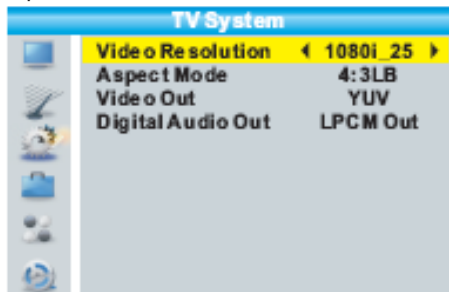 TV System
Video Resolution 1080i_25
Aspect Mode 4:3LB
Video Out YUV
Digital Audio Out LPCM Out